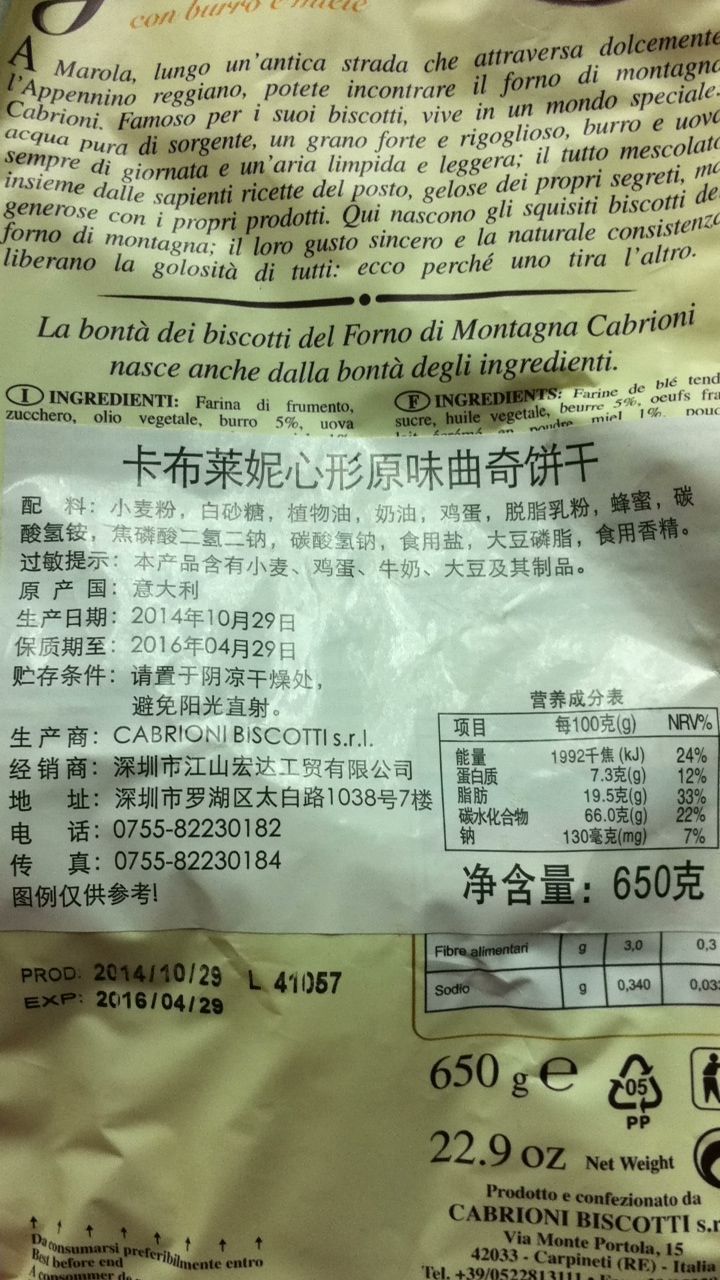 con burro e miele
A Marola, lungo un'antica strada che attraversa dolcemente
l'Appennino reggiano, potete incontrare il forno di montagna
Cabrioni. Famoso per i suoi biscotti, vive in un mondo speciale:
acqua pura di sorgente, un grano forte e rigoglioso, burro e uova
sempre di giornata e un'aria limpida e leggera; il tutto mescolato
insieme dalle sapienti ricette del posto, gelose dei propri segreti, ma
generose con i propri prodotti. Qui nascono gli squisiti biscotti del
forno di montagna; il loro gusto sincero e la naturale consistenza
liberano la golosità di tutti: ecco perché uno tira l'altro.
La bontà dei biscotti del Forno di Montagna Cabrioni
nasce anche dalla bontà degli ingredienti.
I INGREDIENTI: Farina di frumento,
zucchero, olio vegetale, burro 5%, uova
F INGREDIENTS: Farine de blé tend
sucre, huile vegetale, beurre 5%, oeufs fra
poudre miel 1%. pouc
卡布莱妮心形原味曲奇饼干
配 料：小麦粉，白砂糖，植物油，奶油，鸡蛋，脱脂乳粉，蜂蜜，碳
酸氢铵，焦磷酸二氢二钠，碳酸氢钠，食用盐，大豆磷脂，食用香精。
过敏提示：本产品含有小麦、鸡蛋、牛奶、大豆及其制品。
原 产 国：意大利
生产日期：2014年10月29日
保质期至：2016年04月29日
贮存条件：请置于阴凉干燥处，
避免阳光直射。
生 产 商：CABRIONI BISCOTTI s.r.l.
经 销 商：深圳市江山宏达工贸有限公司
地 址：深圳市罗湖区太白路1038号7楼
电 话：0755-82230182
传 真：0755-82230184
图例仅供参考!
营养成分表
项目 每100克(g) NRV%
能量 1992千焦 (kJ) 24%
蛋白质 7.3克(g) 12%
脂肪 19.5克(g) 33%
碳水化合物 66.0克(g) 22%
钠 130毫克(mg) 7%
净含量：650克
Fibre alimentari g 3,0 0,3
Sodio g 0,340 0,03
PROD: 2014/10/29 L 41057
EXP: 2016/04/29
650 g e
05
PP
22.9 oz Net Weight
Prodotto e confezionato da
CABRIONI BISCOTTI s.r
Via Monte Portola, 15
42033 - Carpineti (RE) - Italia
Tel. +39/0522813111
Da consumarsi preferibilmente entro
Best before end
A consommer de